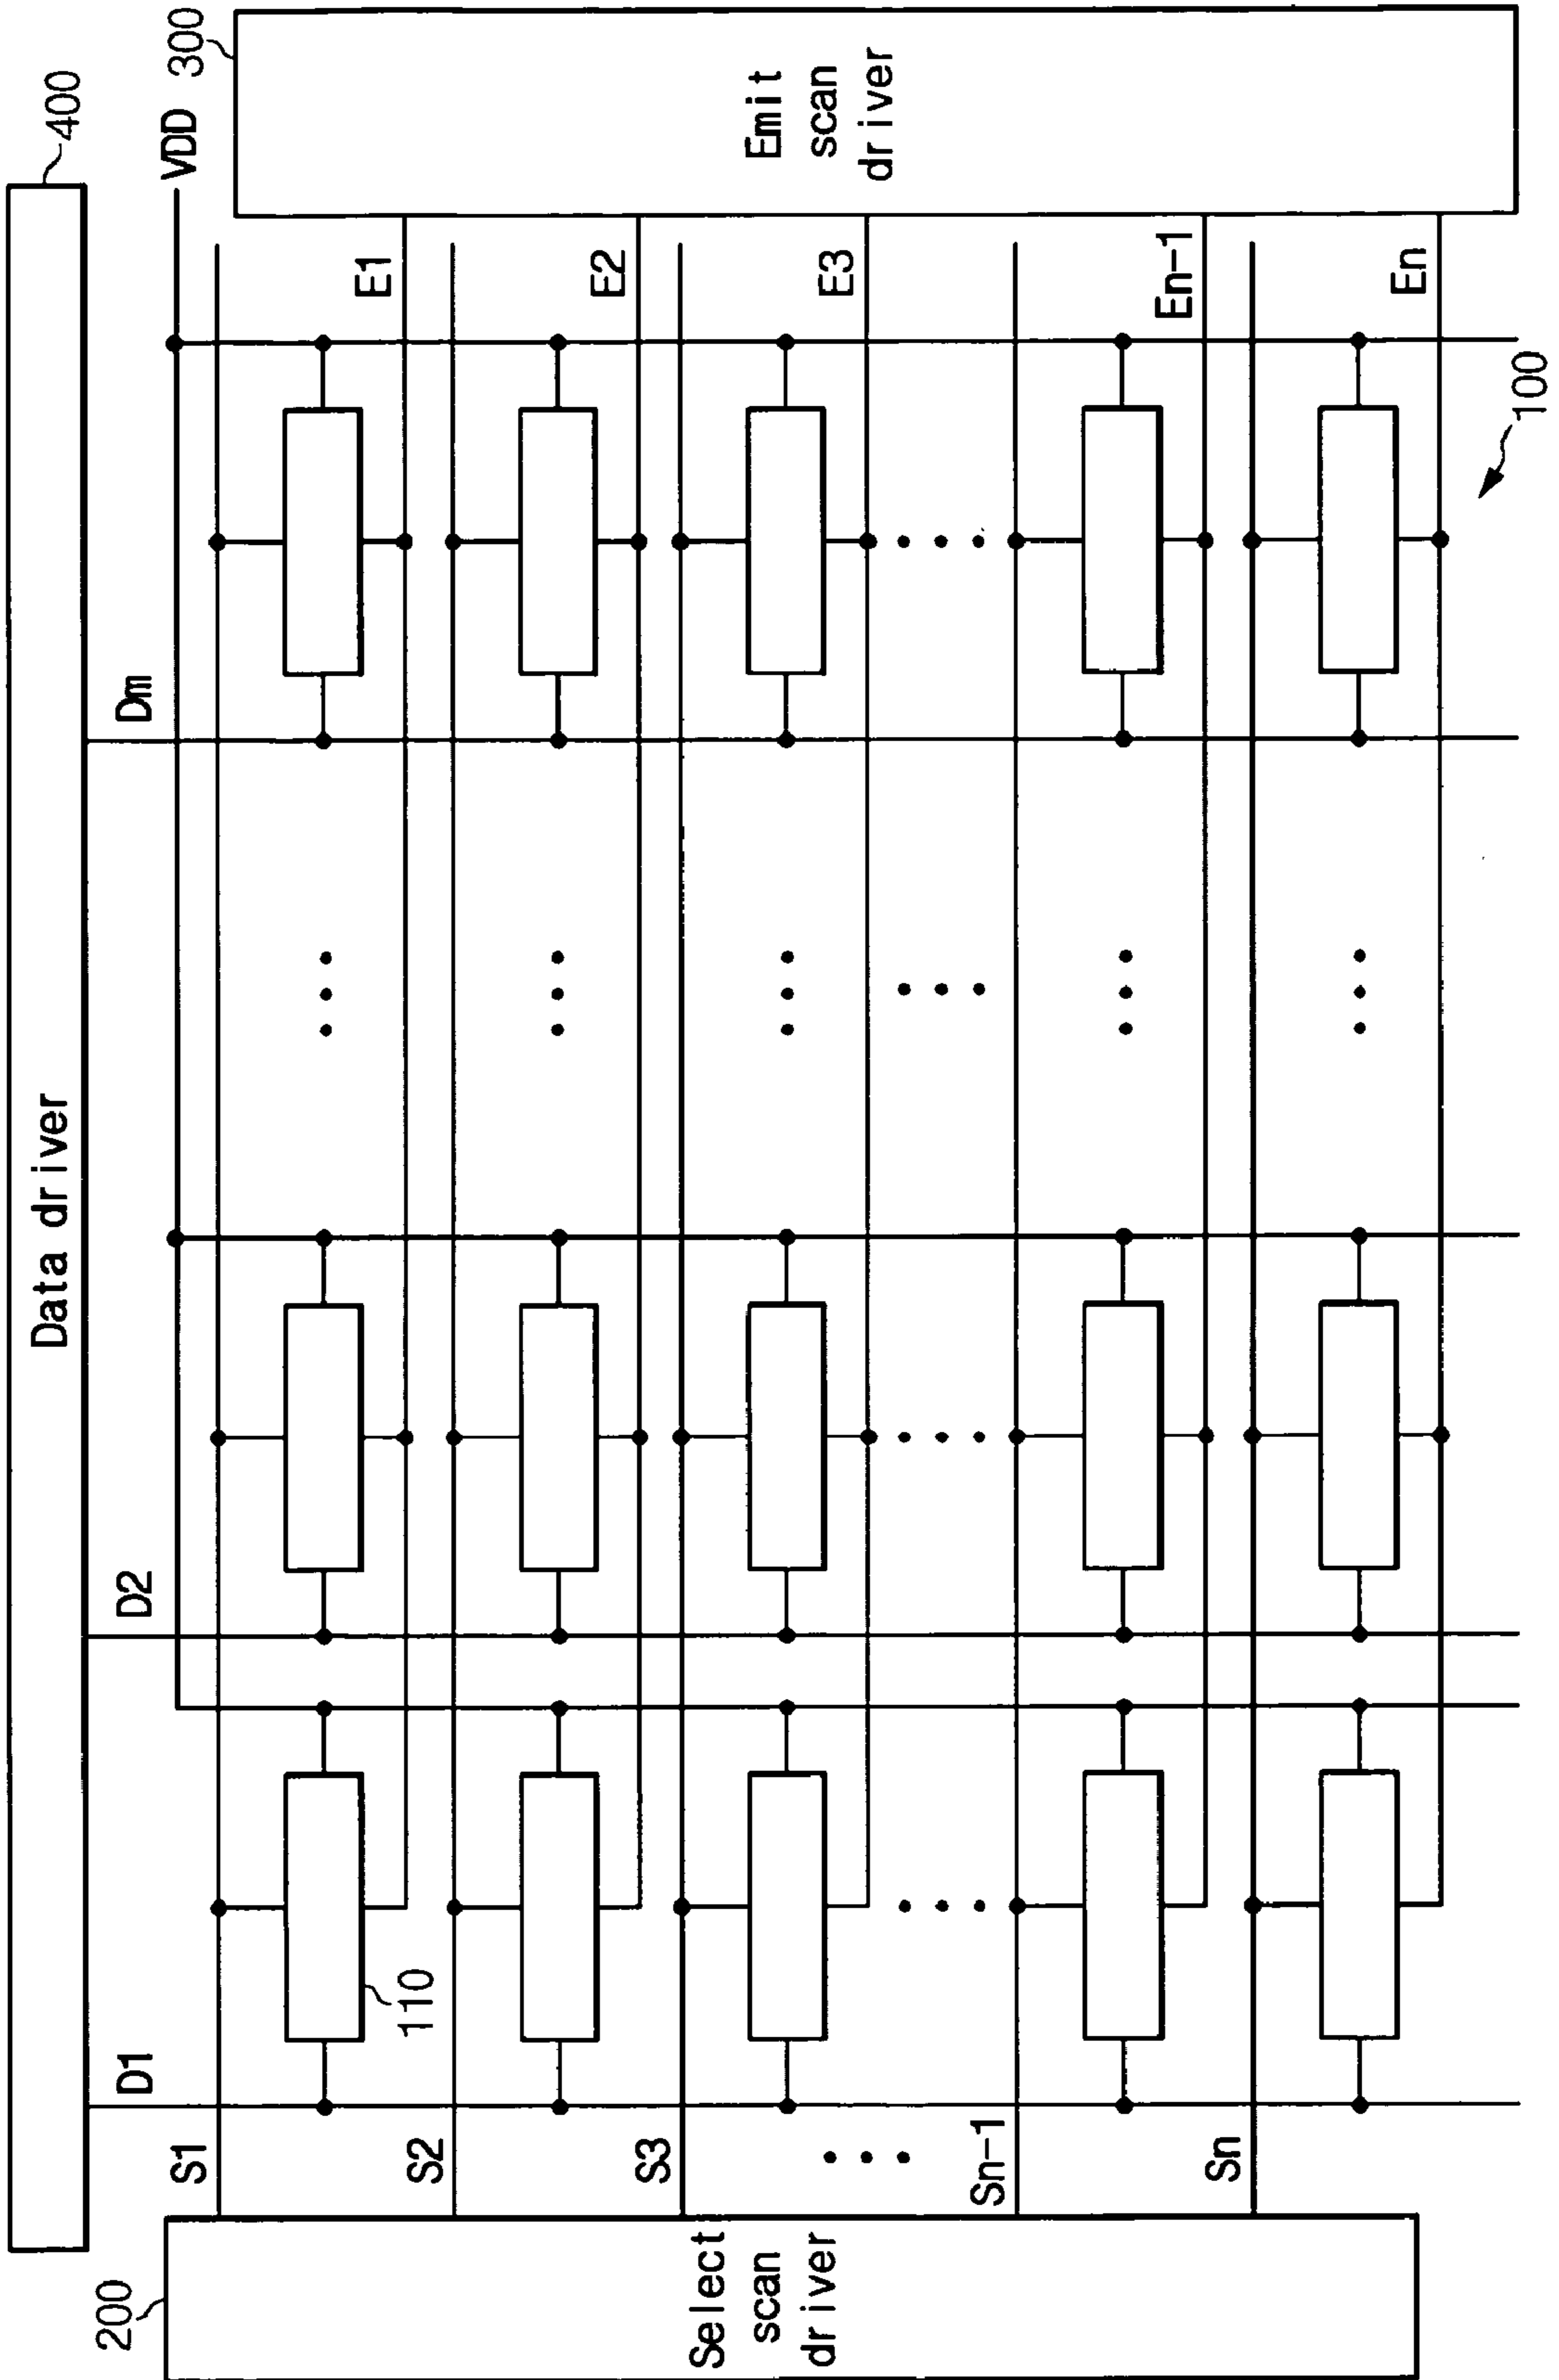 400
Data driver
VDD
300
D1
D2
Dm
200
Select
scan
driver
S1
S2
S3
Sn-1
Sn
110
E1
E2
E3
En-1
En
Emit
scan
driver
100